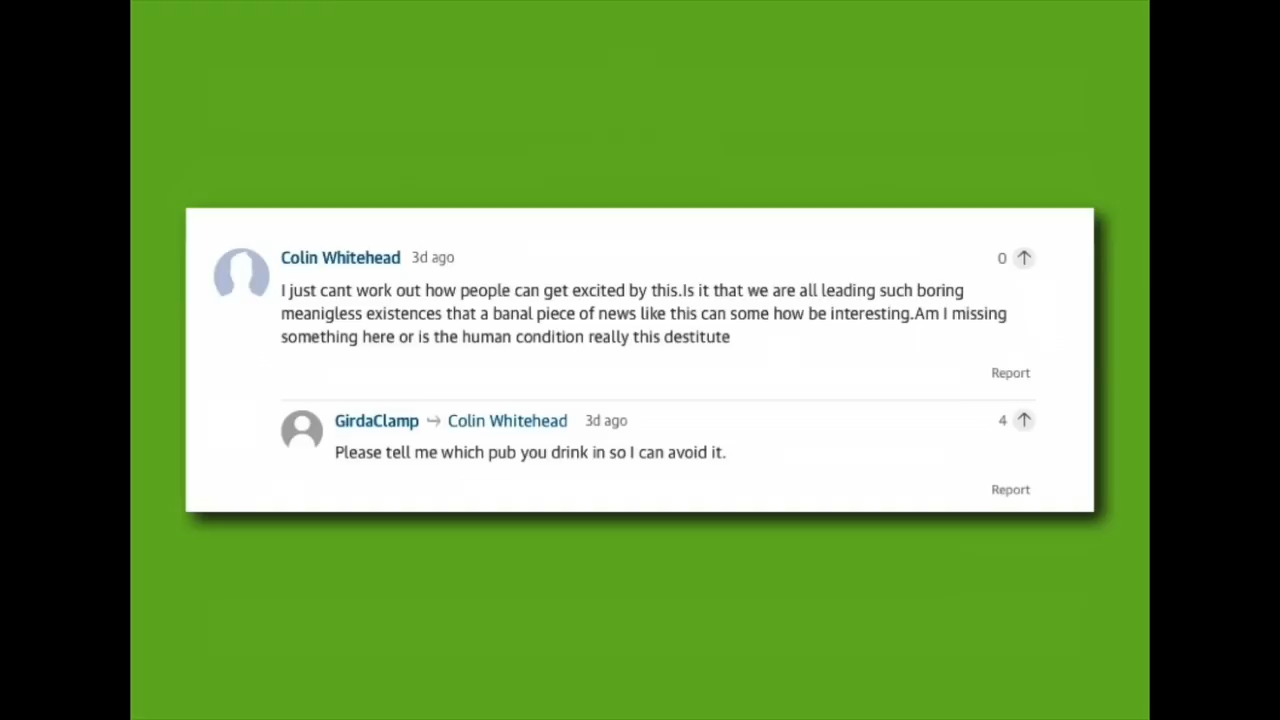 Colin Whitehead 3d ago 0
I just cant work out how people can get excited by this.Is it that we are all leading such boring
meanigless existences that a banal piece of news like this can some how be interesting.Am I missing
something here or is the human condition really this destitute
Report
GirdaClamp Colin Whitehead 3d ago 4
Please tell me which pub you drink in so I can avoid it.
Report